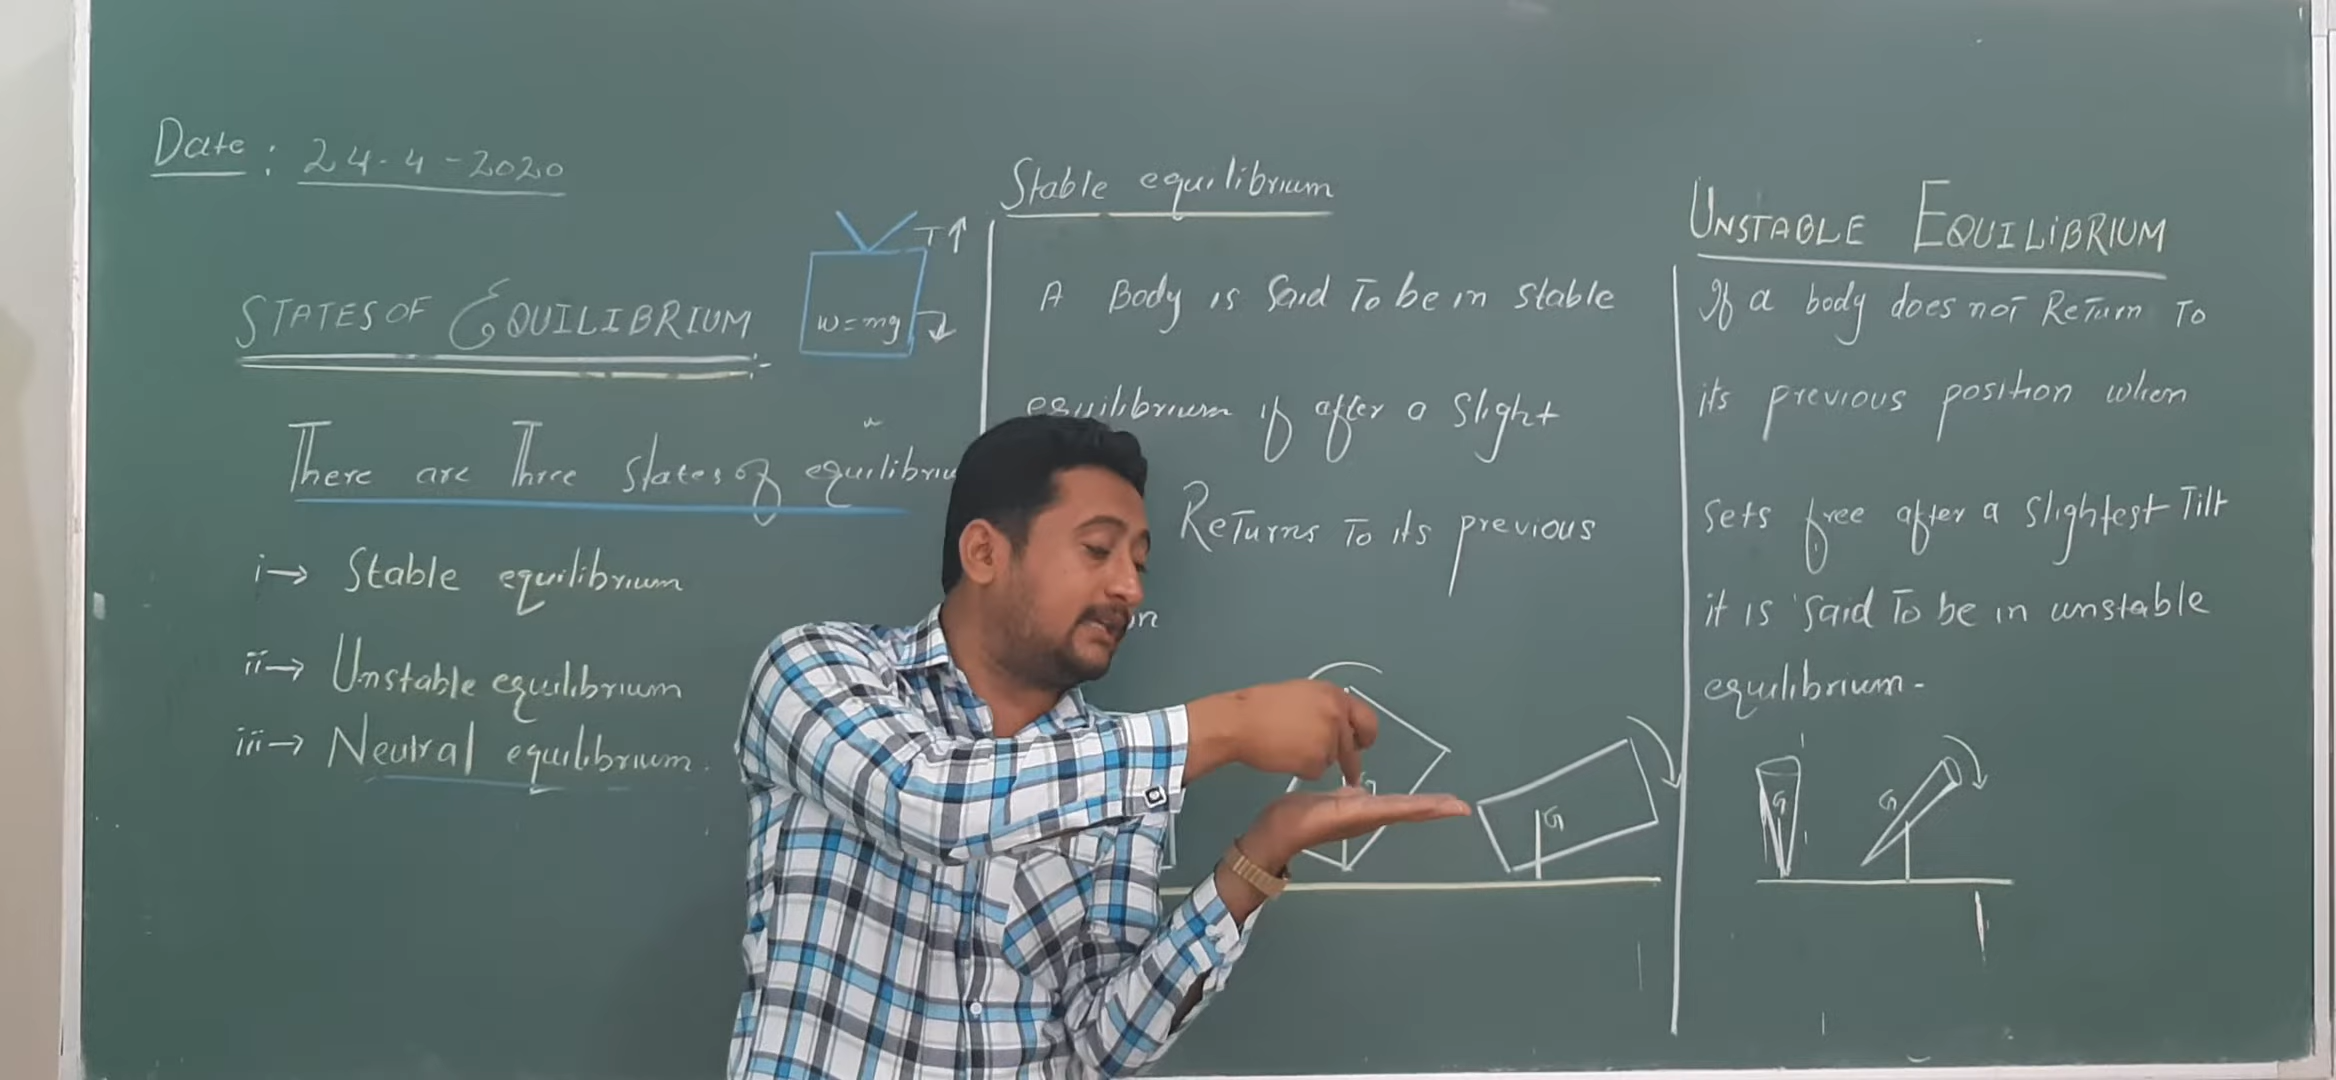 Date: 24-4-2020
STATES OF EQUILIBRIUM:-
T↑
w=mg
There are Three states of
i→ Stable equilibrium
ii→ Unstable equilibrium
iii→ Neutral equilibrium.
Stable equilibrium
A Body is Said To be in stable
equilibrium if after a slight
Returns To its previous
G
G
UNSTABLE EQUILiBRIUM
If a body does not Return To
its previous position when
sets free after a slightest Tilt
it is said To be in unstable
equilibrium-
G
G